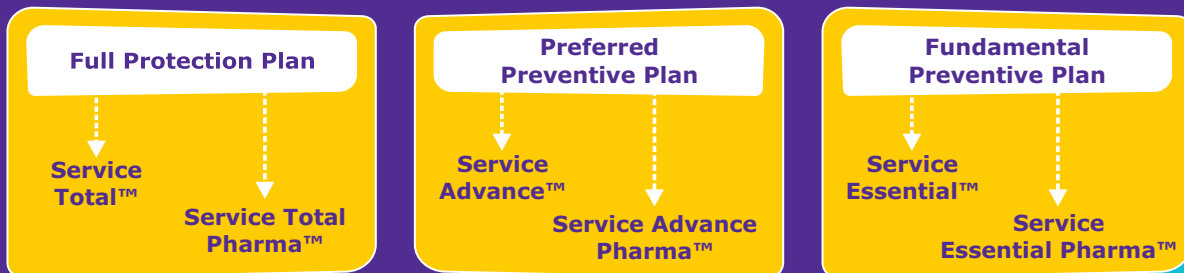 Full Protection Plan
Service
Total™
Service Total
Pharma™
Preferred
Preventive Plan
Service
Advance™
Service Advance
Pharma™
Fundamental
Preventive Plan
Service
Essential™
Service
Essential Pharma™